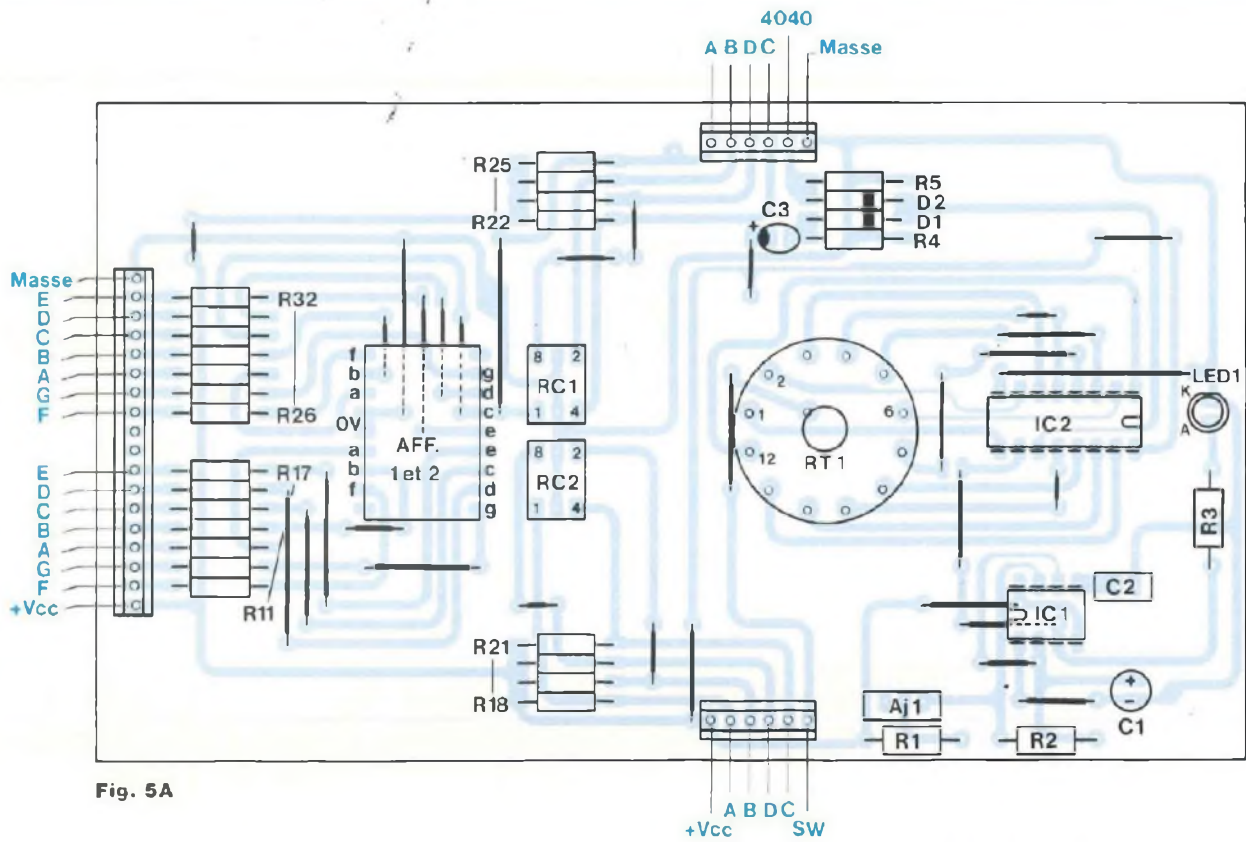 4040
A B D C Masse
R25
R22
C3
+
R5
D2
D1
R4
Masse
E
D
C
B
A
G
F
R32
R26
f
b
a
0V
a
b
f
g
d
c
e
e
c
d
g
AFF.
1 et 2
8 2
RC1
1 4
8 2
RC2
1 4
2
1
12
6
RT1
IC2
LED1
K
A
E
D
C
B
A
G
F
+Vcc
R17
R11
R3
C2
IC1
R21
R18
Aj1
R1
R2
+
-
C1
A B D C
+Vcc SW
Fig. 5A